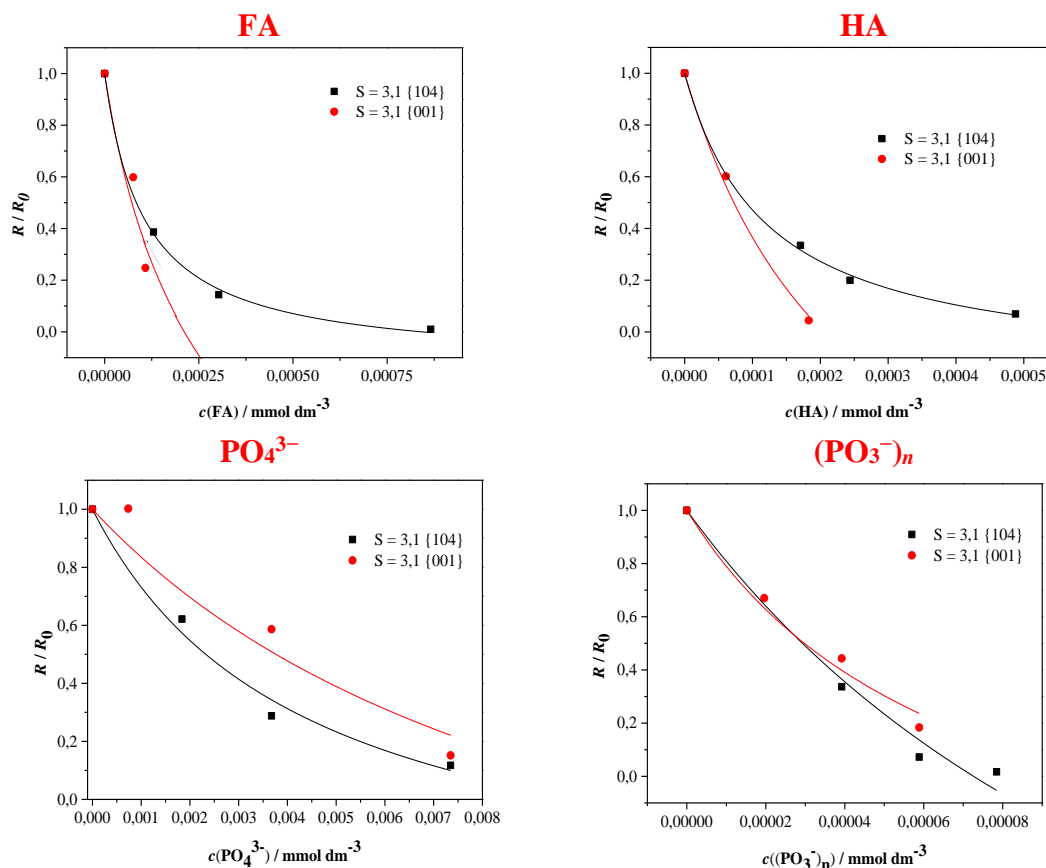 FA
S = 3,1 {104}
S = 3,1 {001}
R / R0
1,0
0,8
0,6
0,4
0,2
0,0
0,00000 0,00025 0,00050 0,00075
c(FA) / mmol dm-3
HA
S = 3,1 {104}
S = 3,1 {001}
R / R0
1,0
0,8
0,6
0,4
0,2
0,0
0,0000 0,0001 0,0002 0,0003 0,0004 0,0005
c(HA) / mmol dm-3
PO43−
S = 3,1 {104}
S = 3,1 {001}
R / R0
1,0
0,8
0,6
0,4
0,2
0,0
0,000 0,001 0,002 0,003 0,004 0,005 0,006 0,007 0,008
c(PO43-) / mmol dm-3
(PO3−)n
S = 3,1 {104}
S = 3,1 {001}
R / R0
1,0
0,8
0,6
0,4
0,2
0,0
0,00000 0,00002 0,00004 0,00006 0,00008
c((PO3-)n) / mmol dm-3